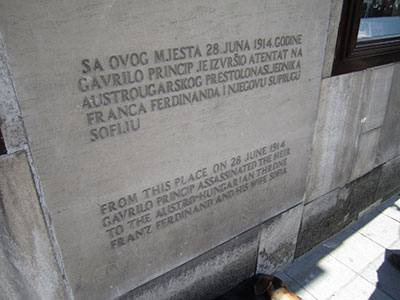 SA OVOG MJESTA 28. JUNA 1914. GODINE
GAVRILO PRINCIP JE IZVRŠIO ATENTAT NA
AUSTROUGARSKOG PRESTOLONASLJEDNIKA
FRANCA FERDINANDA I NJEGOVU SUPRUGU
SOFIJU
FROM THIS PLACE ON 28 JUNE 1914
GAVRILO PRINCIP ASSASSINATED THE HEIR
TO THE AUSTRO-HUNGARIAN THRONE
FRANZ FERDINAND AND HIS WIFE SOFIA